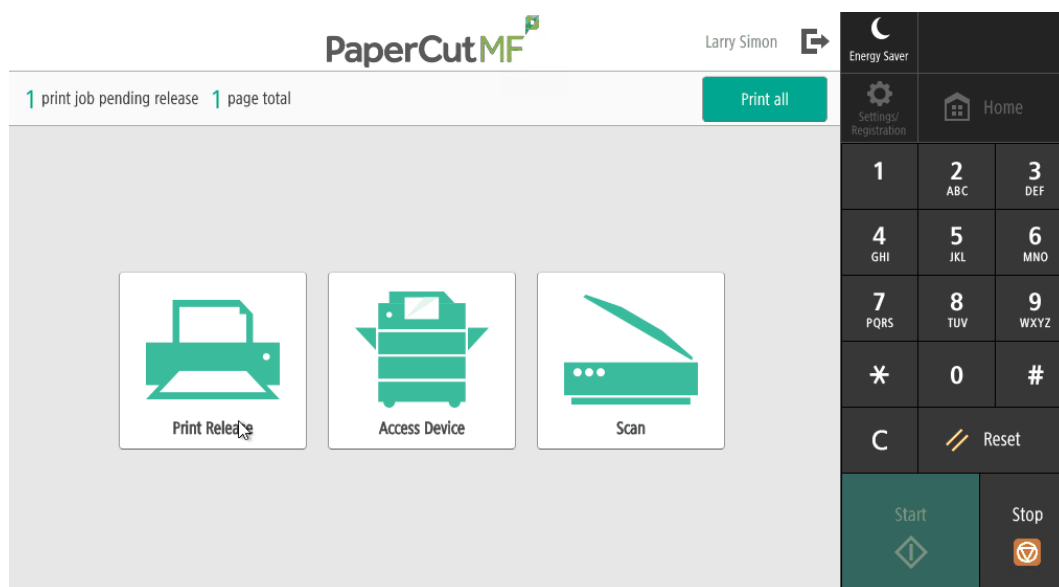 PaperCutMF
Larry Simon
1 print job pending release 1 page total
Print all
Print Release
Access Device
Scan
Energy Saver
Settings/
Registration
Home
1
2
ABC
3
DEF
4
GHI
5
JKL
6
MNO
7
PQRS
8
TUV
9
WXYZ
*
0
#
C
Reset
Start
Stop